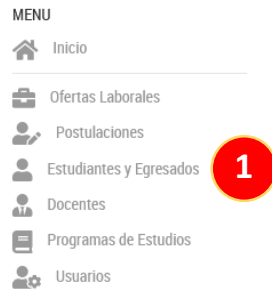 MENU
Inicio
Ofertas Laborales
Postulaciones
Estudiantes y Egresados
1
Docentes
Programas de Estudios
Usuarios